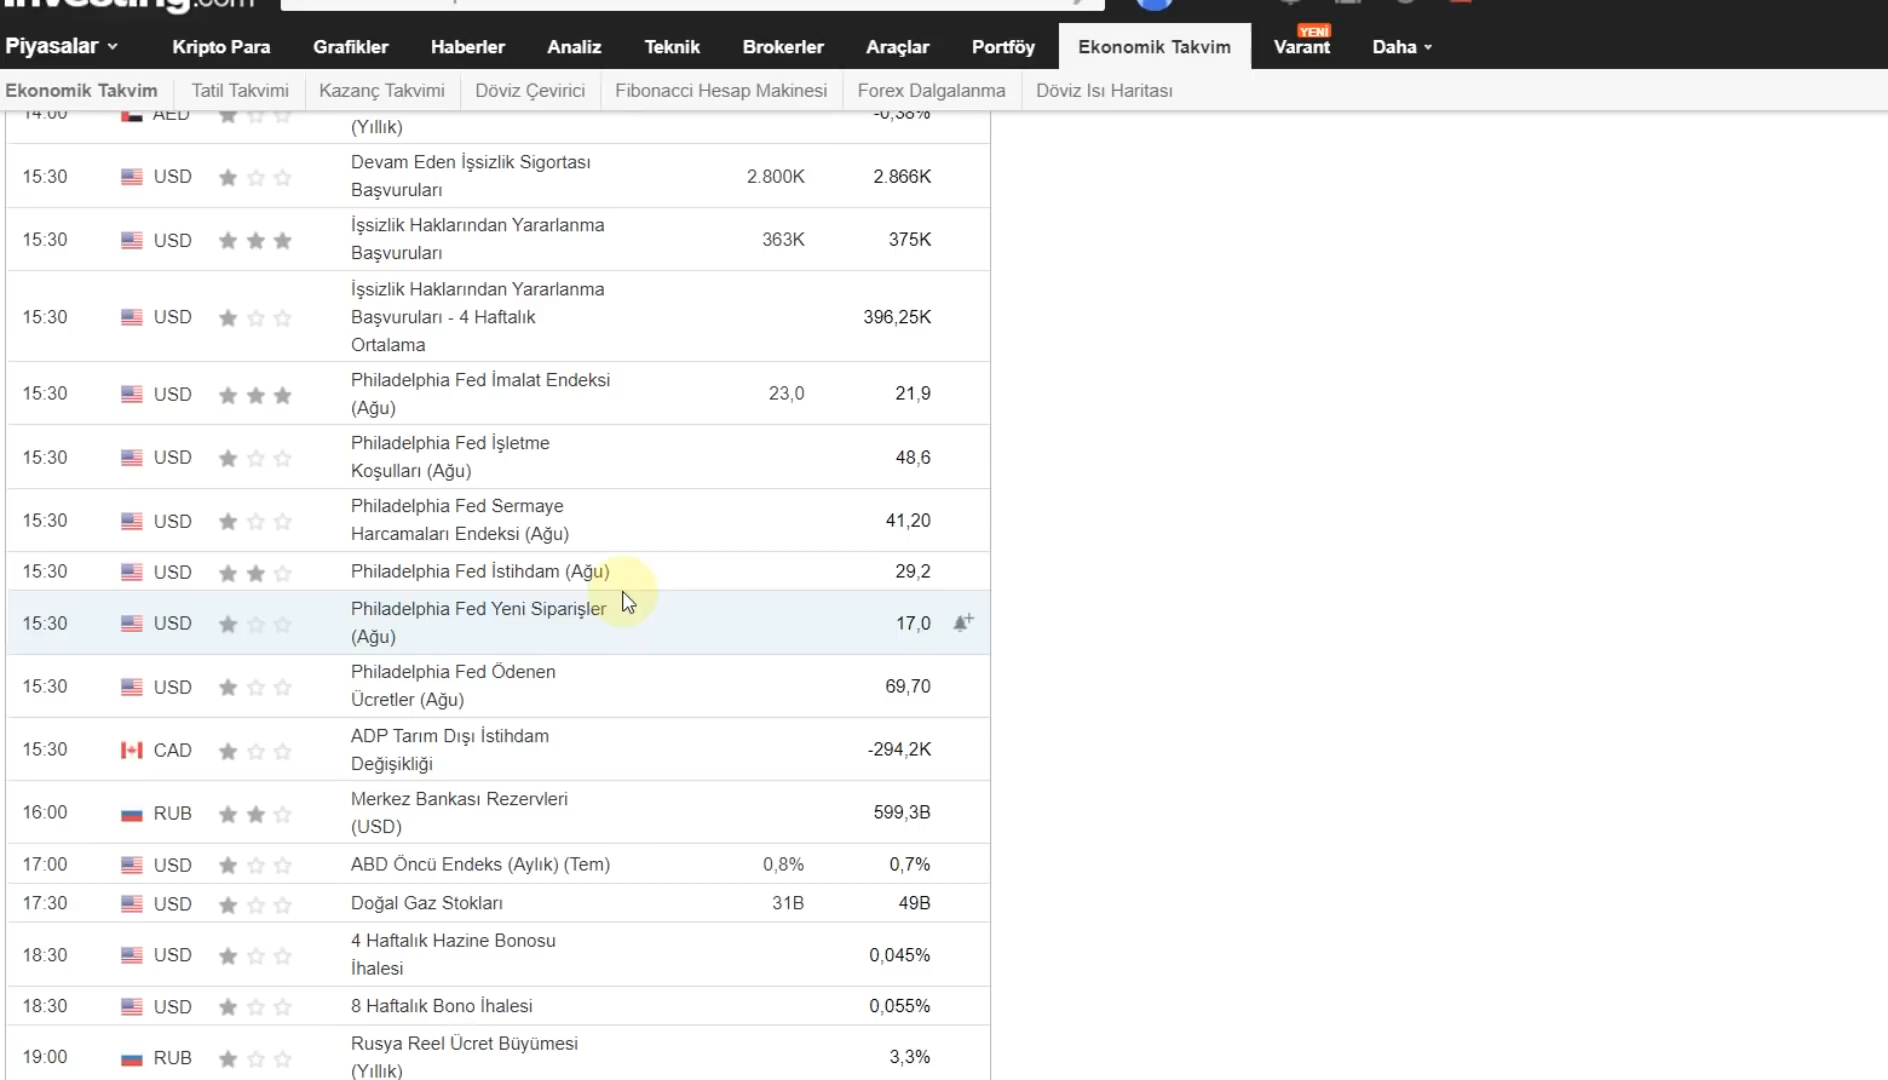 Investing.com
Piyasalar Kripto Para Grafikler Haberler Analiz Teknik Brokerler Araçlar Portföy Ekonomik Takvim YENİ Varant Daha
Ekonomik Takvim Tatil Takvimi Kazanç Takvimi Döviz Çevirici Fibonacci Hesap Makinesi Forex Dalgalanma Döviz Isı Haritası
14:00 AED (Yıllık) -0,38%
15:30 USD Devam Eden İşsizlik Sigortası 2.800K 2.866K
Başvuruları
15:30 USD İşsizlik Haklarından Yararlanma 363K 375K
Başvuruları
İşsizlik Haklarından Yararlanma
15:30 USD Başvuruları - 4 Haftalık 396,25K
Ortalama
15:30 USD Philadelphia Fed İmalat Endeksi 23,0 21,9
(Ağu)
15:30 USD Philadelphia Fed İşletme 48,6
Koşulları (Ağu)
15:30 USD Philadelphia Fed Sermaye 41,20
Harcamaları Endeksi (Ağu)
15:30 USD Philadelphia Fed İstihdam (Ağu) 29,2
15:30 USD Philadelphia Fed Yeni Siparişler 17,0
(Ağu)
15:30 USD Philadelphia Fed Ödenen 69,70
Ücretler (Ağu)
15:30 CAD ADP Tarım Dışı İstihdam -294,2K
Değişikliği
16:00 RUB Merkez Bankası Rezervleri 599,3B
(USD)
17:00 USD ABD Öncü Endeks (Aylık) (Tem) 0,8% 0,7%
17:30 USD Doğal Gaz Stokları 31B 49B
18:30 USD 4 Haftalık Hazine Bonosu 0,045%
İhalesi
18:30 USD 8 Haftalık Bono İhalesi 0,055%
19:00 RUB Rusya Reel Ücret Büyümesi 3,3%
(Yıllık)